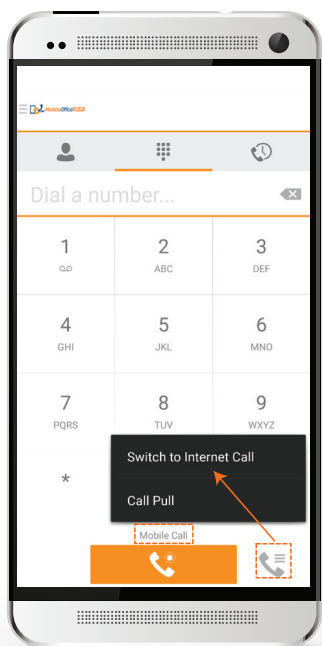 MobileOffice
Dial a number...
1 2 3
ABC DEF
4 5 6
GHI JKL MNO
7 8 9
PQRS TUV WXYZ
*
Switch to Internet Call
Call Pull
Mobile Call